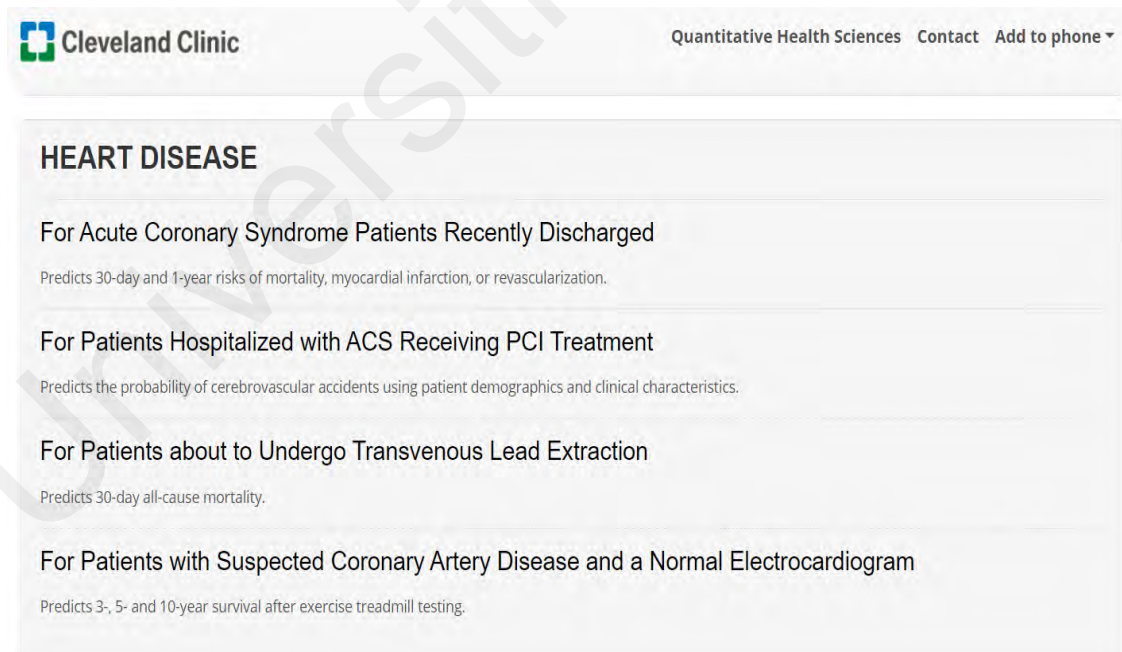 Cleveland Clinic
Quantitative Health Sciences Contact Add to phone
HEART DISEASE
For Acute Coronary Syndrome Patients Recently Discharged
Predicts 30-day and 1-year risks of mortality, myocardial infarction, or revascularization.
For Patients Hospitalized with ACS Receiving PCI Treatment
Predicts the probability of cerebrovascular accidents using patient demographics and clinical characteristics.
For Patients about to Undergo Transvenous Lead Extraction
Predicts 30-day all-cause mortality.
For Patients with Suspected Coronary Artery Disease and a Normal Electrocardiogram
Predicts 3-, 5- and 10-year survival after exercise treadmill testing.
Universit